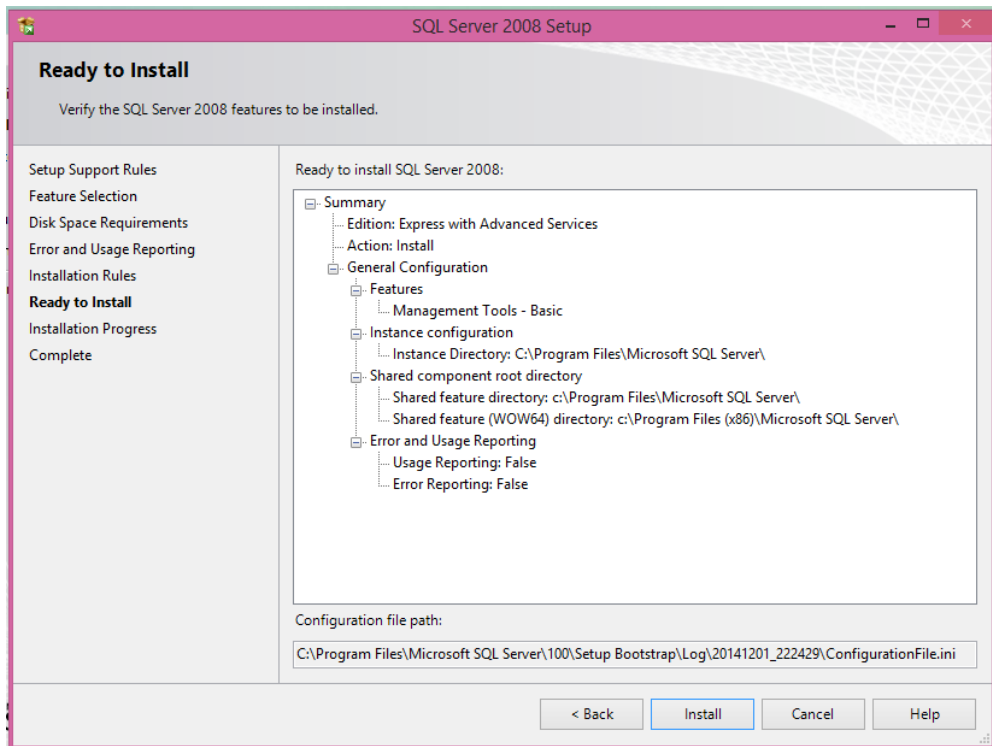 SQL Server 2008 Setup
Ready to Install
Verify the SQL Server 2008 features to be installed.
Setup Support Rules
Feature Selection
Disk Space Requirements
Error and Usage Reporting
Installation Rules
Ready to Install
Installation Progress
Complete
Ready to install SQL Server 2008:
Summary
Edition: Express with Advanced Services
Action: Install
General Configuration
Features
Management Tools - Basic
Instance configuration
Instance Directory: C:\Program Files\Microsoft SQL Server\
Shared component root directory
Shared feature directory: c:\Program Files\Microsoft SQL Server\
Shared feature (WOW64) directory: c:\Program Files (x86)\Microsoft SQL Server\
Error and Usage Reporting
Usage Reporting: False
Error Reporting: False
Configuration file path:
C:\Program Files\Microsoft SQL Server\100\Setup Bootstrap\Log\20141201_222429\ConfigurationFile.ini
< Back
Install
Cancel
Help